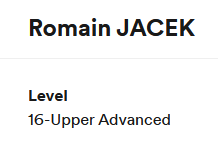 Romain JACEK
Level
16-Upper Advanced